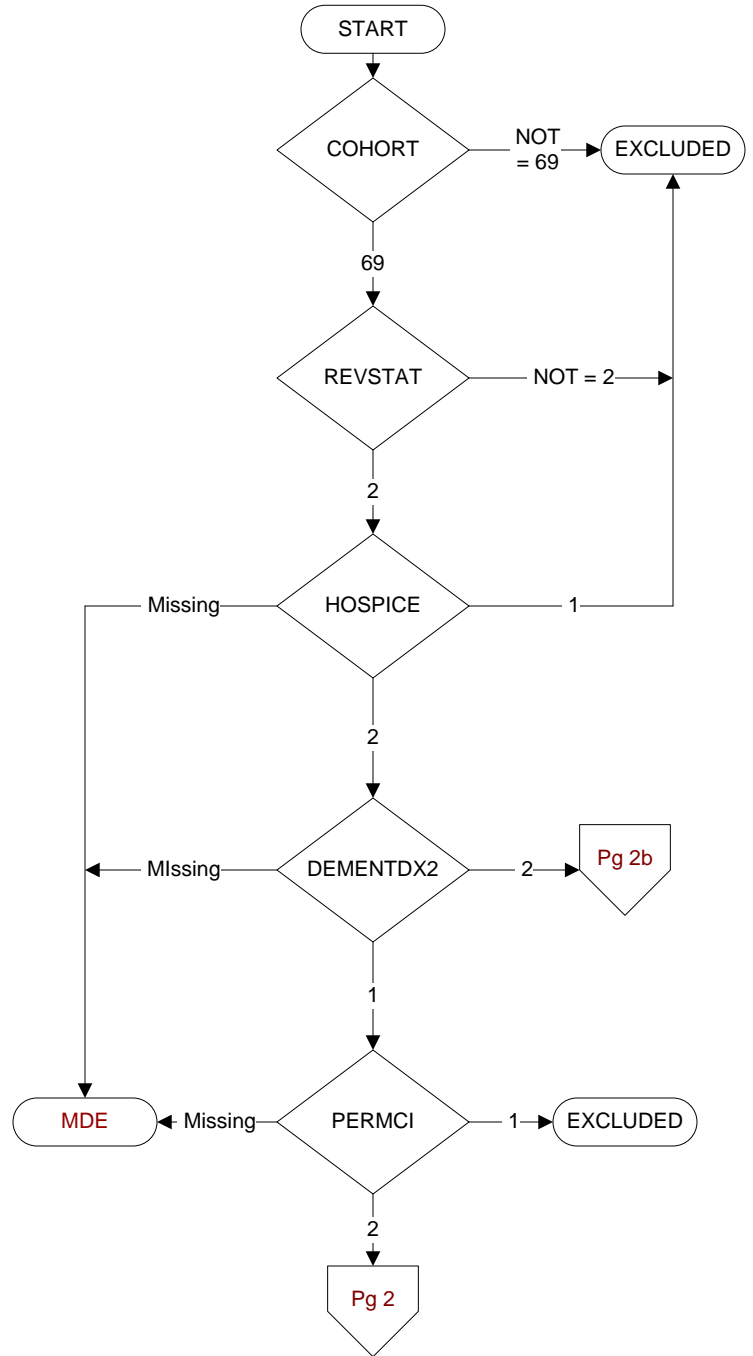 START
COHORT
NOT
= 69
EXCLUDED
69
REVSTAT
NOT = 2
2
Missing
HOSPICE
1
2
MIssing
DEMENTDX2
2
Pg 2b
1
MDE
Missing
PERMCI
1
EXCLUDED
2
Pg 2